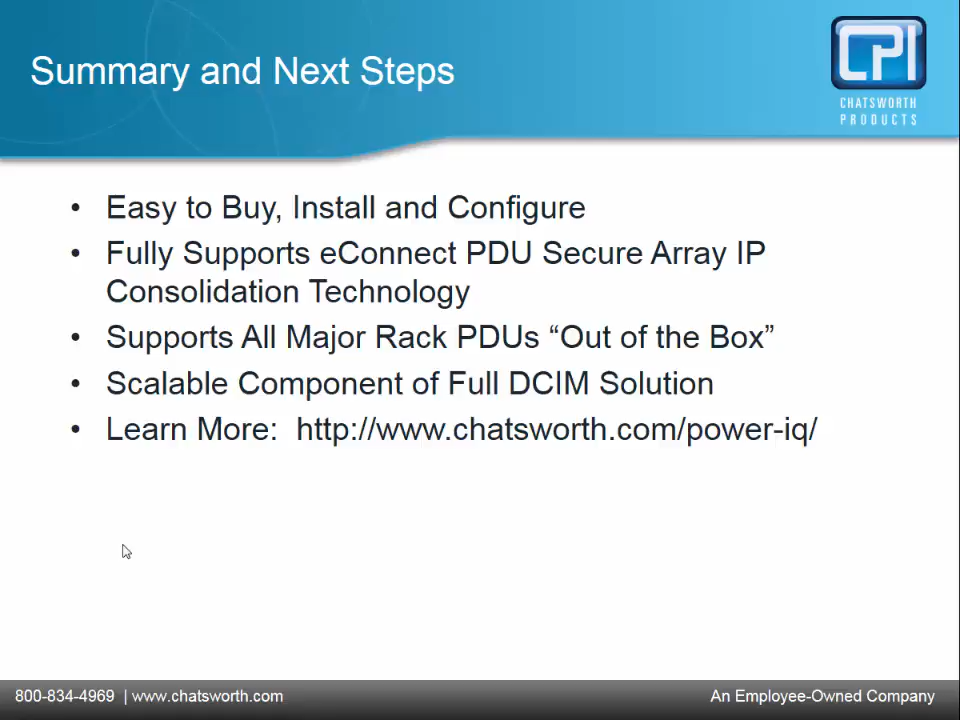 Summary and Next Steps
CPI
CHATSWORTH
PRODUCTS
• Easy to Buy, Install and Configure
• Fully Supports eConnect PDU Secure Array IP
Consolidation Technology
• Supports All Major Rack PDUs “Out of the Box”
• Scalable Component of Full DCIM Solution
• Learn More:  http://www.chatsworth.com/power-iq/
800-834-4969 | www.chatsworth.com
An Employee-Owned Company